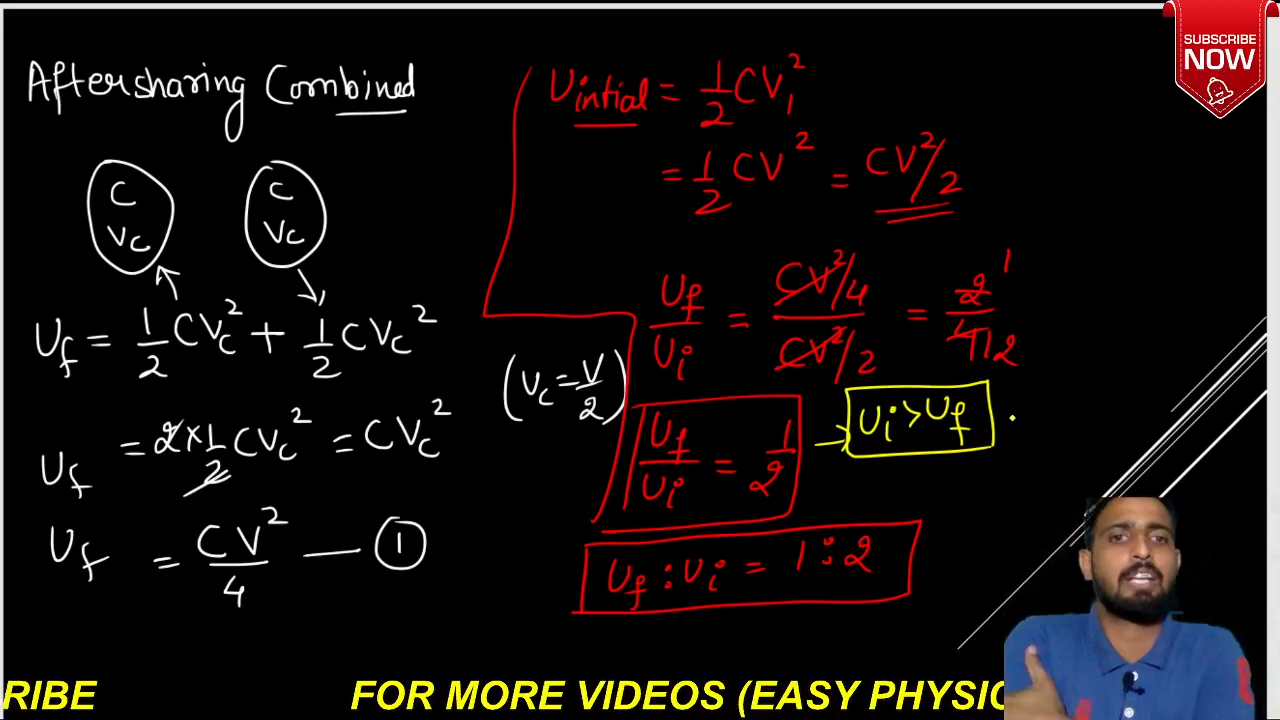 Aftersharing Combined
C
Vc
C
Vc
Uf = 1/2 CVc² + 1/2 CVc²
Uf = 2×1/2 CVc² = CVc²
(Vc = V/2)
Uf = CV²/4 — ①
Uintial = 1/2 CV₁²
= 1/2 CV² = CV²/2
Uf/Ui = CV²/4 / CV²/2 = 2/4 1/2
Uf/Ui = 1/2 → Ui > Uf
Uf : Ui = 1 : 2
SUBSCRIBE
NOW
RIBE FOR MORE VIDEOS (EASY PHYSIC